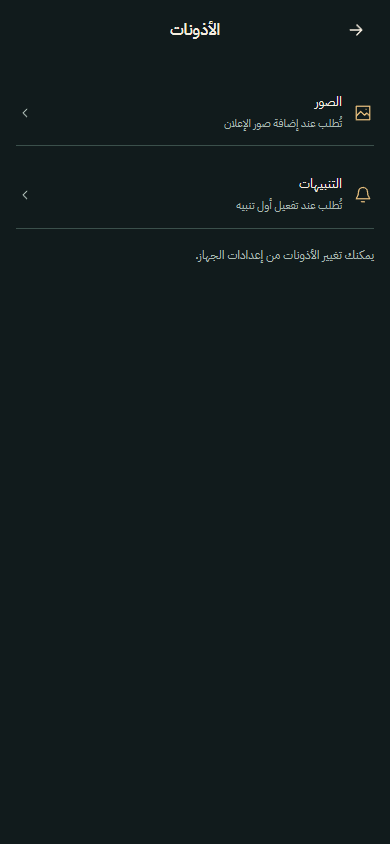 الأذونات
الصور
تُطلب عند إضافة صور الإعلان
التنبيهات
تُطلب عند تفعيل أول تنبيه
يمكنك تغيير الأذونات من إعدادات الجهاز.